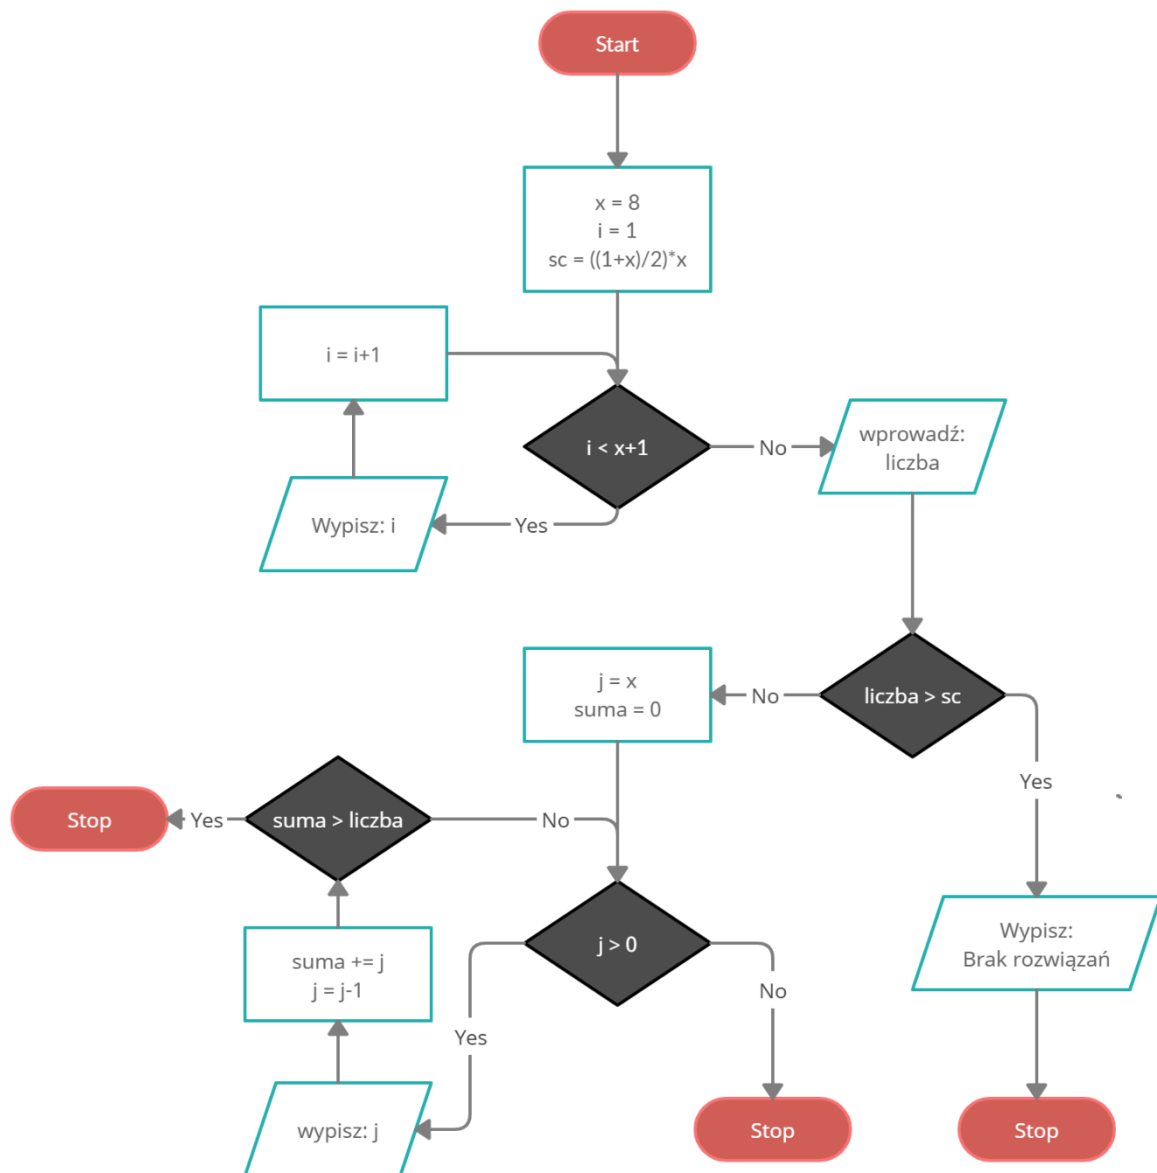 Start
x = 8
i = 1
sc = ((1+x)/2)*x
i = i+1
i < x+1
No
wprowadź:
liczba
Wypisz: i
Yes
j = x
suma = 0
No
liczba > sc
Yes
Stop
Yes
suma > liczba
No
suma += j
j = j-1
j > 0
Wypisz:
Brak rozwiązań
No
Yes
wypisz: j
Stop
Stop